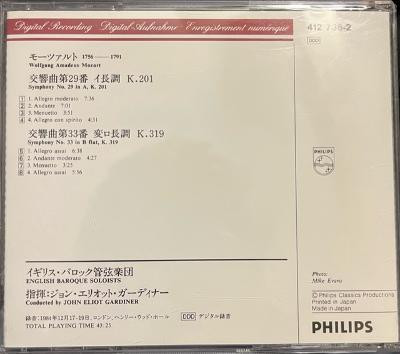 Digital Recording · Digital-Aufnahme · Enregistrement numérique
412 736-2
DDD
モーツァルト 1756——1791
Wolfgang Amadeus Mozart
交響曲第29番 イ長調 K.201
Symphony No. 29 in A, K. 201
1 1. Allegro moderato 7:36
2 2. Andante 7:01
3 3. Menuetto 3:51
4 4. Allegro con spirito 4:31
交響曲第33番 変ロ長調 K.319
Symphony No. 33 in B flat, K. 319
5 1. Allegro assai 6:38
6 2. Andante moderato 4:27
7 3. Menuetto 3:25
8 4. Allegro assai 5:36
PHILIPS
イギリス・バロック管弦楽団
ENGLISH BAROQUE SOLOISTS
指揮:ジョン・エリオット・ガーディナー
Conducted by JOHN ELIOT GARDINER
録音:1984年12月17-19日、ロンドン、ヘンリー・ウッド・ホール
DDD デジタル録音
TOTAL PLAYING TIME 43:25
Photo:
Mike Evans
Ⓟ Philips Classics Productions
Printed in Japan
Made in Japan
PHILIPS